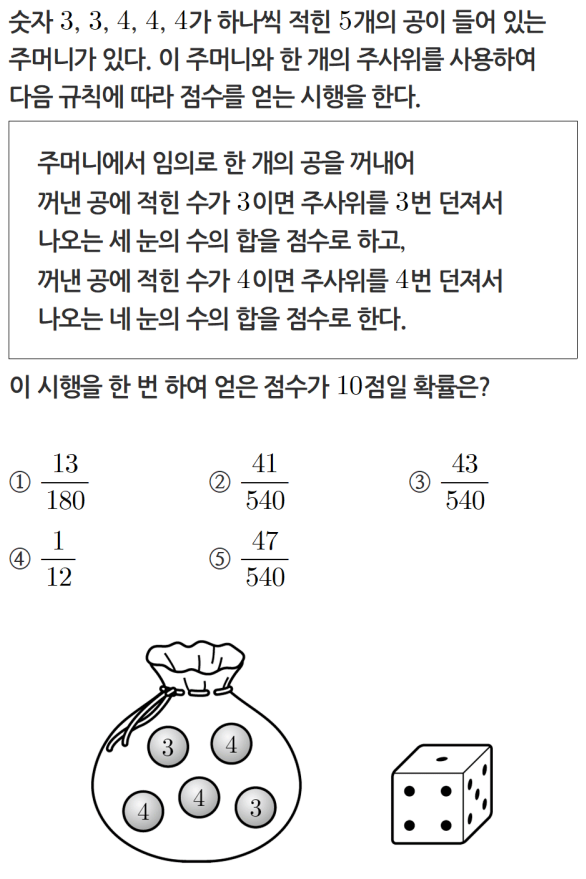 숫자 3, 3, 4, 4, 4가 하나씩 적힌 5개의 공이 들어 있는
주머니가 있다. 이 주머니와 한 개의 주사위를 사용하여
다음 규칙에 따라 점수를 얻는 시행을 한다.
주머니에서 임의로 한 개의 공을 꺼내어
꺼낸 공에 적힌 수가 3이면 주사위를 3번 던져서
나오는 세 눈의 수의 합을 점수로 하고,
꺼낸 공에 적힌 수가 4이면 주사위를 4번 던져서
나오는 네 눈의 수의 합을 점수로 한다.
이 시행을 한 번 하여 얻은 점수가 10점일 확률은?
① 13/180 ② 41/540 ③ 43/540
④ 1/12 ⑤ 47/540
3 4
4 4 3